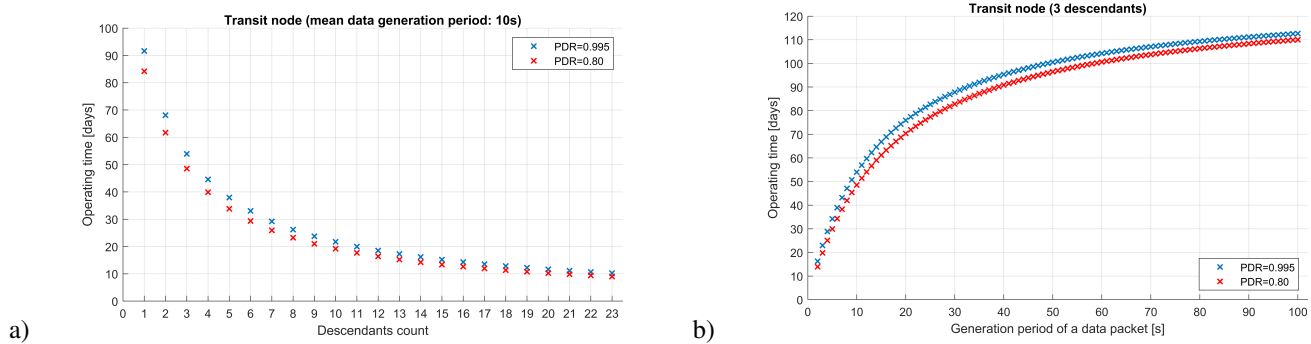 Transit node (mean data generation period: 10s)
100
90
80
70
60
50
40
30
20
10
0
Operating time [days]
PDR=0.995
PDR=0.80
0 1 2 3 4 5 6 7 8 9 10 11 12 13 14 15 16 17 18 19 20 21 22 23
Descendants count
a)
Transit node (3 descendants)
120
110
100
90
80
70
60
50
40
30
20
10
0
Operating time [days]
PDR=0.995
PDR=0.80
0 10 20 30 40 50 60 70 80 90 100
Generation period of a data packet [s]
b)